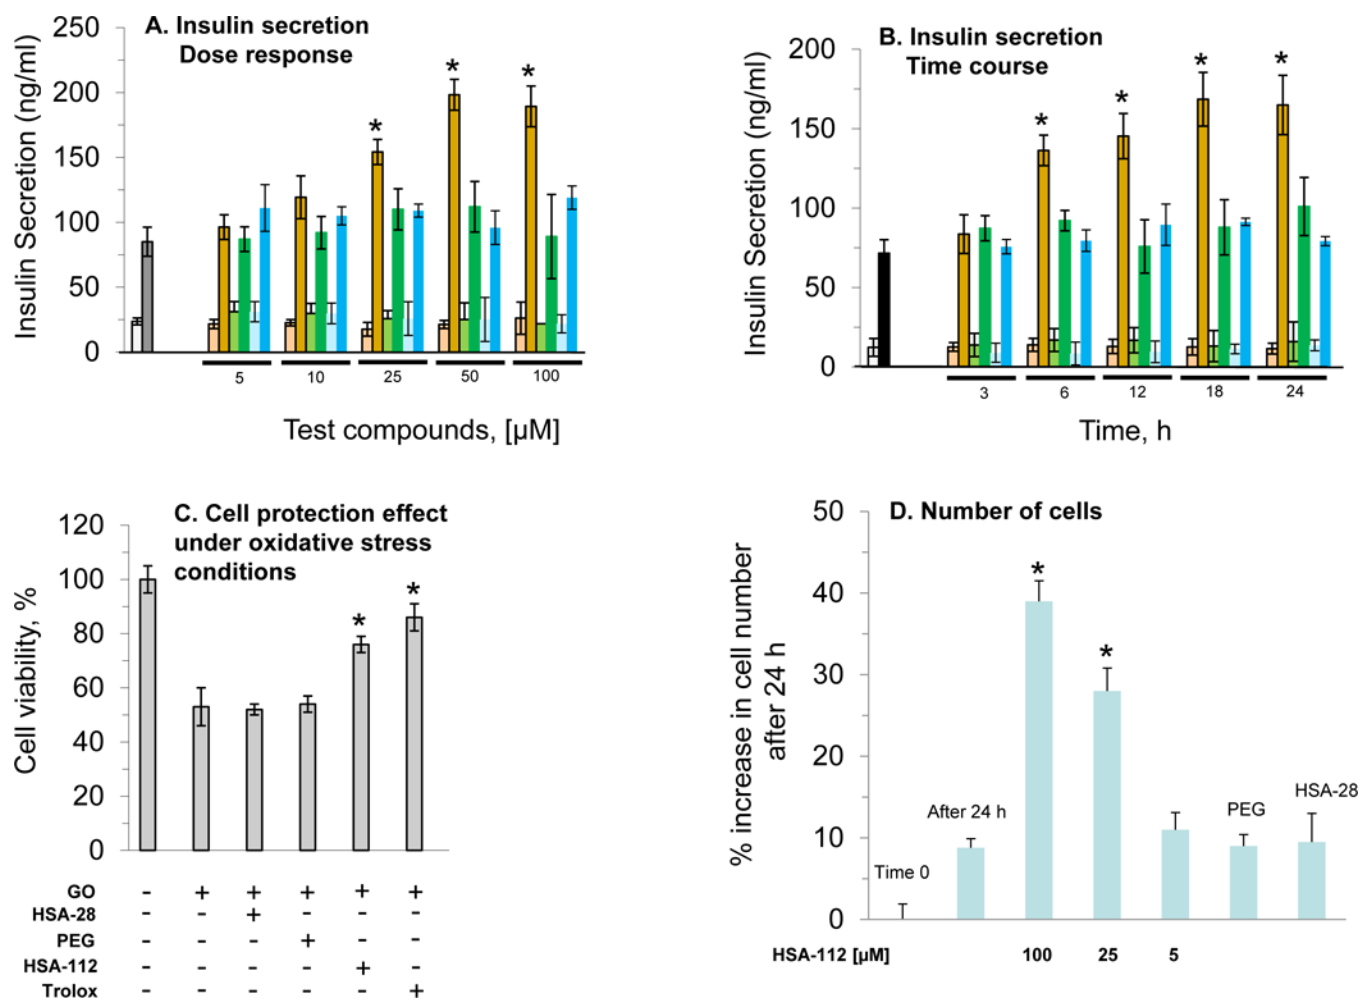 A. Insulin secretion
Dose response
Insulin Secretion (ng/ml)
250
200
150
100
50
0
* * *
5 10 25 50 100
Test compounds, [µM]
B. Insulin secretion
Time course
Insulin Secretion (ng/ml)
200
150
100
50
0
* * * *
3 6 12 18 24
Time, h
C. Cell protection effect
under oxidative stress
conditions
Cell viability, %
120
100
80
60
40
20
0
* *
GO - + + + + +
HSA-28 - - + - - -
PEG - - - + - -
HSA-112 - - - - + -
Trolox - - - - - +
D. Number of cells
% increase in cell number
after 24 h
50
40
30
20
10
0
* *
Time 0
After 24 h
PEG
HSA-28
HSA-112 [µM] 100 25 5